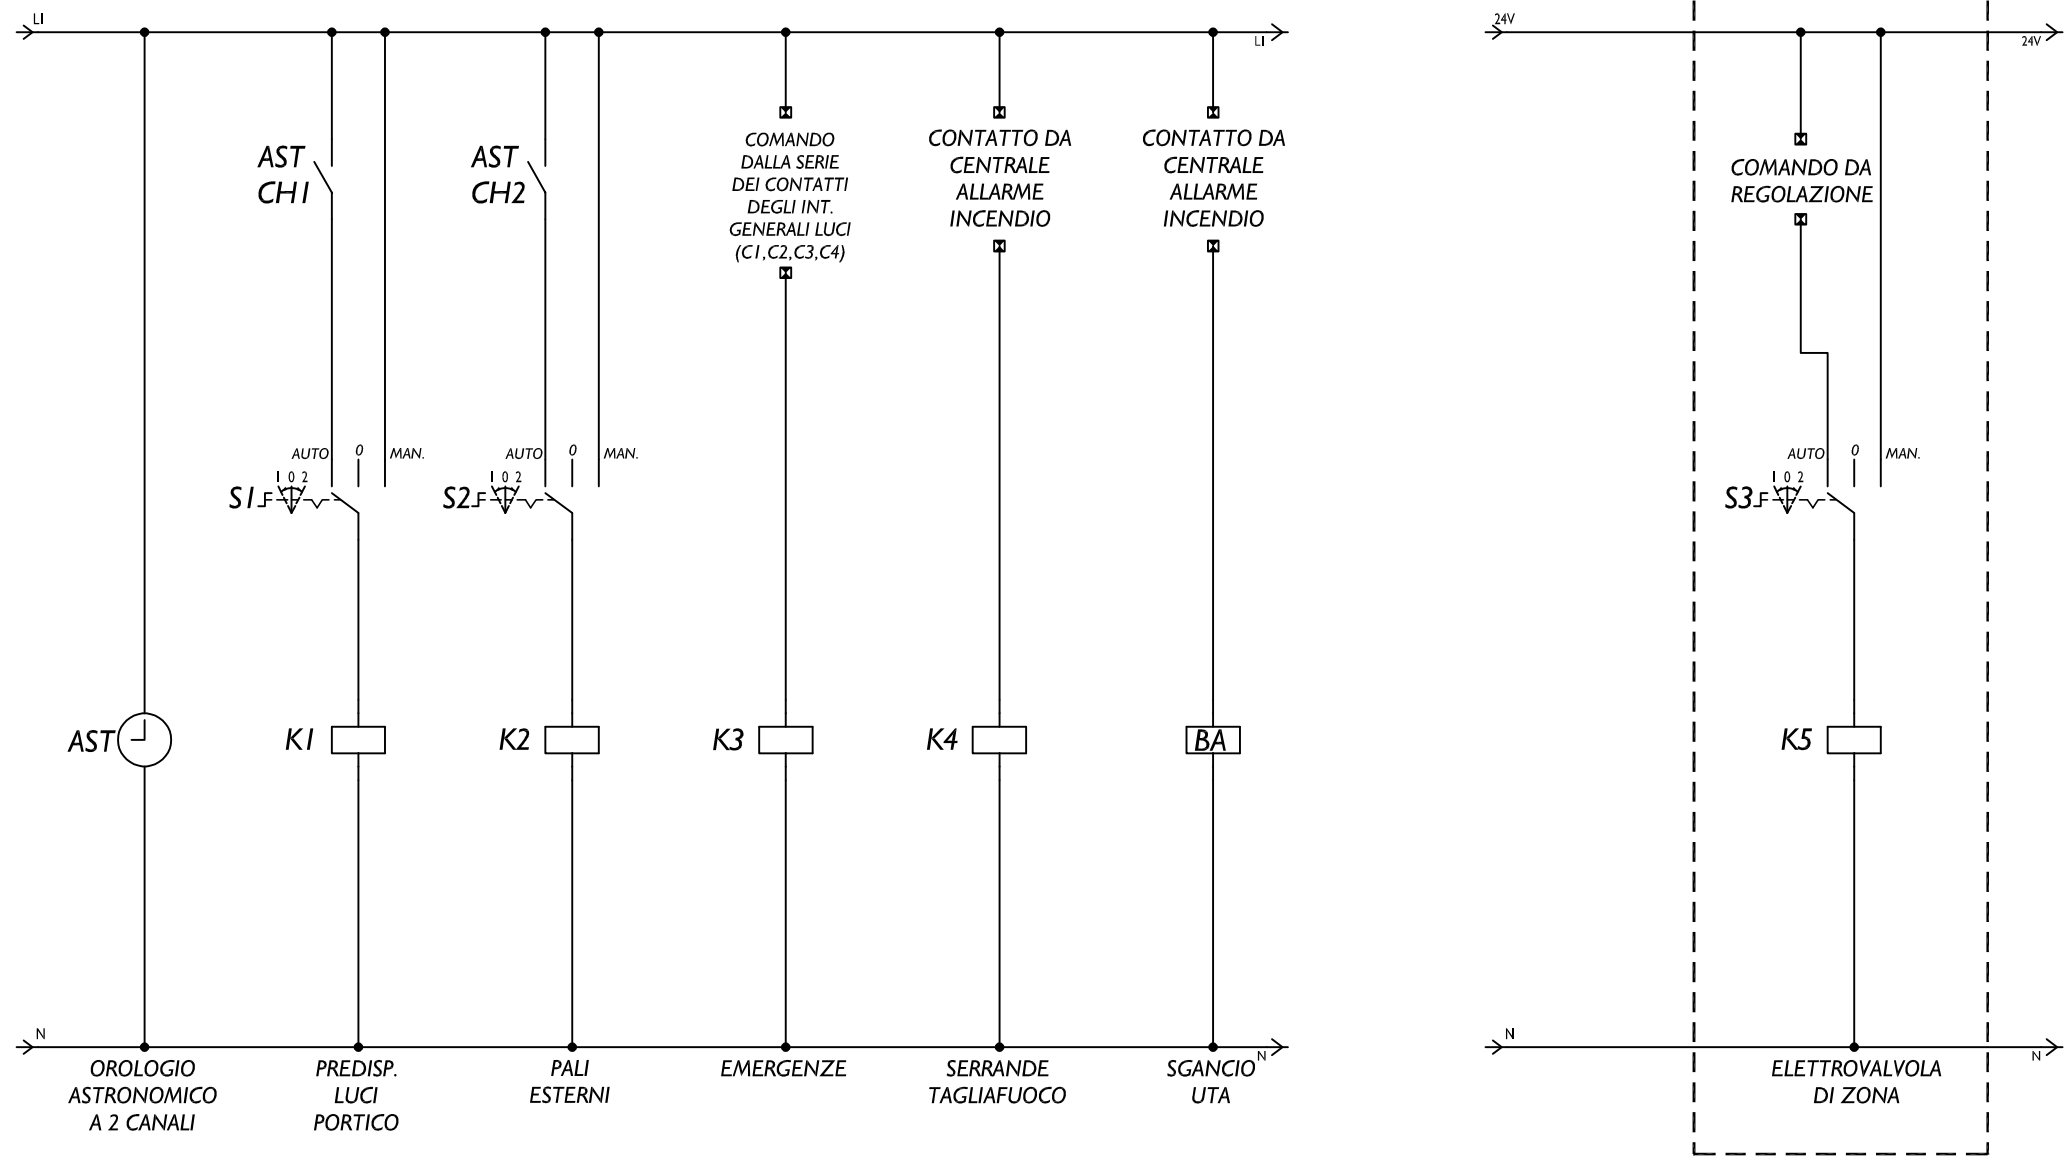 L1
L1
24V
24V
AST
CH1
AST
CH2
COMANDO
DALLA SERIE
DEI CONTATTI
DEGLI INT.
GENERALI LUCI
(C1,C2,C3,C4)
CONTATTO DA
CENTRALE
ALLARME
INCENDIO
CONTATTO DA
CENTRALE
ALLARME
INCENDIO
COMANDO DA
REGOLAZIONE
AUTO 0 MAN.
1 0 2
S1
AUTO 0 MAN.
1 0 2
S2
AUTO 0 MAN.
1 0 2
S3
AST
K1
K2
K3
K4
BA
K5
N
N
N
N
OROLOGIO
ASTRONOMICO
A 2 CANALI
PREDISP.
LUCI
PORTICO
PALI
ESTERNI
EMERGENZE
SERRANDE
TAGLIAFUOCO
SGANCIO
UTA
ELETTROVALVOLA
DI ZONA